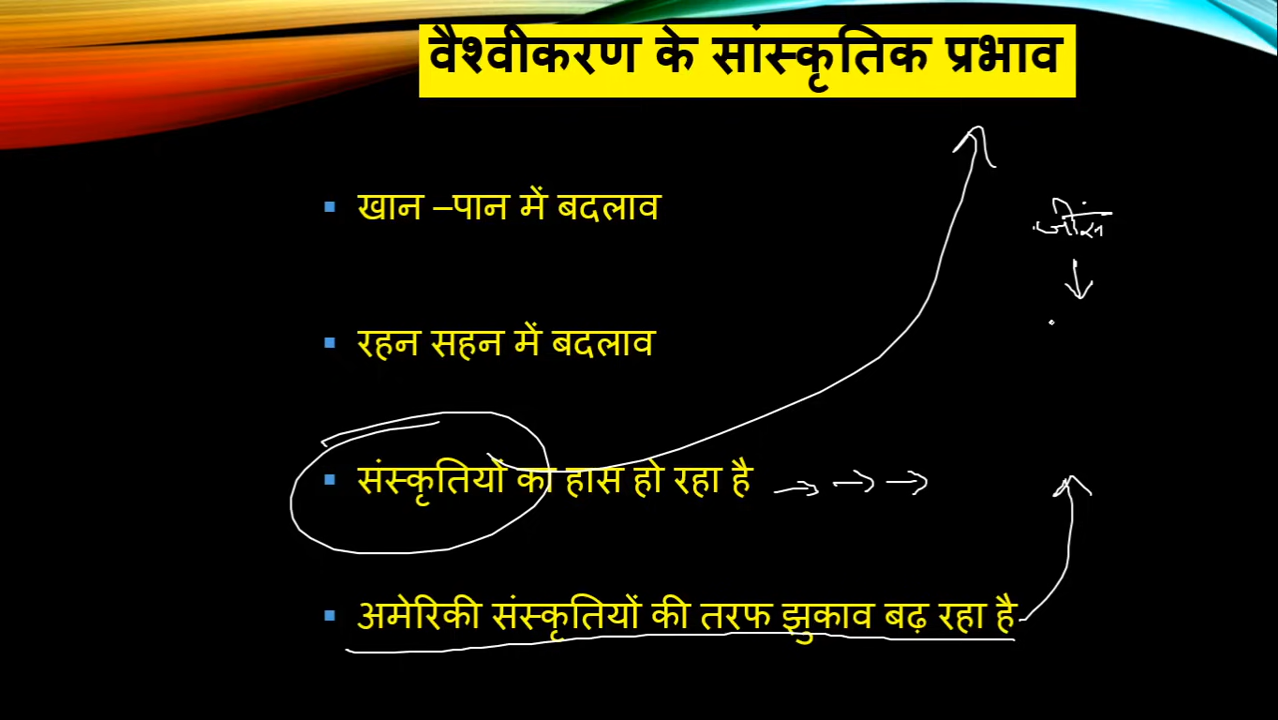 वैश्वीकरण के सांस्कृतिक प्रभाव
खान –पान में बदलाव
रहन सहन में बदलाव
संस्कृतियों का हास हो रहा है
अमेरिकी संस्कृतियों की तरफ झुकाव बढ़ रहा है